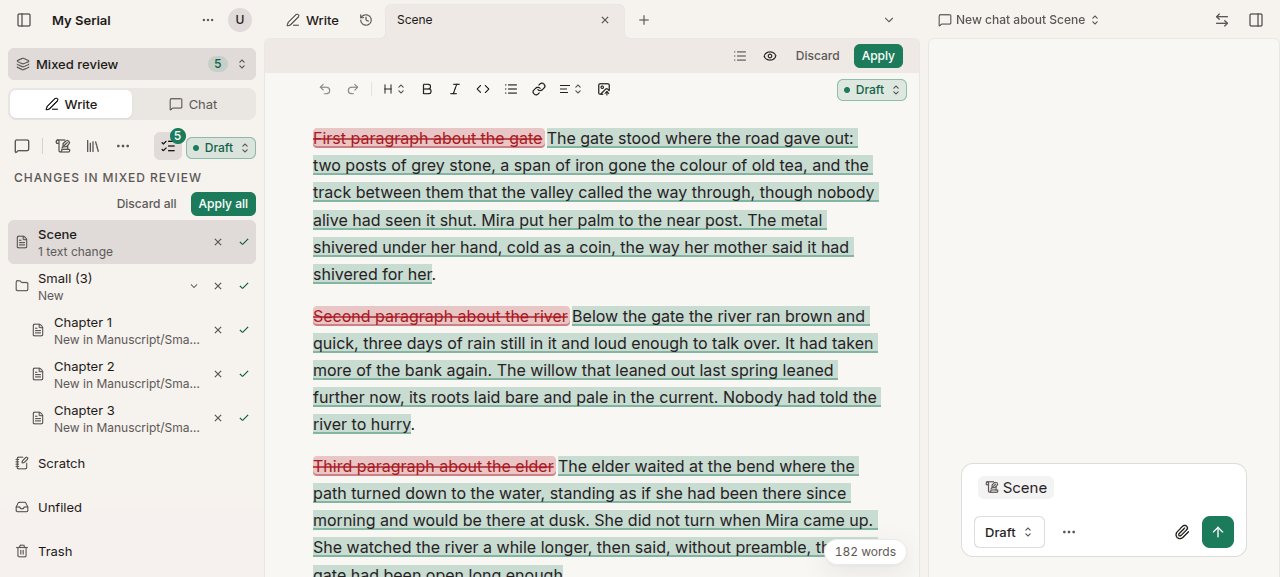 My Serial
U
Write
Scene
New chat about Scene
Mixed review
5
Discard
Apply
Write
Chat
H
B
I
Draft
5
Draft
CHANGES IN MIXED REVIEW
Discard all
Apply all
Scene
1 text change
Small (3)
New
Chapter 1
New in Manuscript/Sma...
Chapter 2
New in Manuscript/Sma...
Chapter 3
New in Manuscript/Sma...
Scratch
Unfiled
Trash
First paragraph about the gate The gate stood where the road gave out:
two posts of grey stone, a span of iron gone the colour of old tea, and the
track between them that the valley called the way through, though nobody
alive had seen it shut. Mira put her palm to the near post. The metal
shivered under her hand, cold as a coin, the way her mother said it had
shivered for her.
Second paragraph about the river Below the gate the river ran brown and
quick, three days of rain still in it and loud enough to talk over. It had taken
more of the bank again. The willow that leaned out last spring leaned
further now, its roots laid bare and pale in the current. Nobody had told the
river to hurry.
Third paragraph about the elder The elder waited at the bend where the
path turned down to the water, standing as if she had been there since
morning and would be there at dusk. She did not turn when Mira came up.
She watched the river a while longer, then said, without preamble,
gate had been open long enough
182 words
Scene
Draft